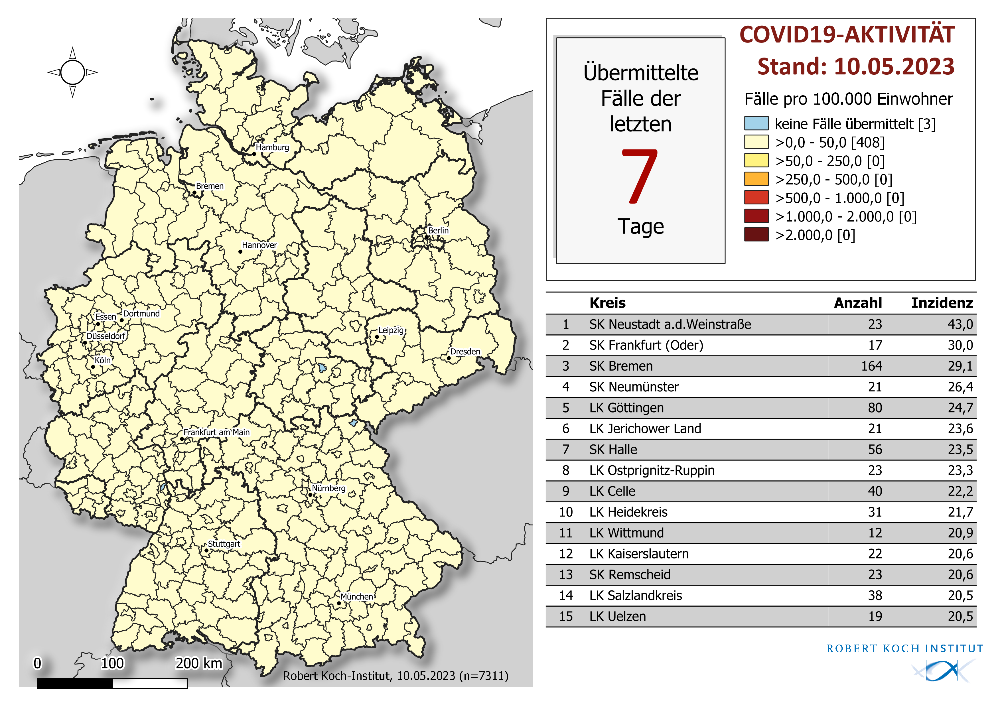 COVID19-AKTIVITÄT
Stand: 10.05.2023
Übermittelte
Fälle der
letzten
7
Tage
Fälle pro 100.000 Einwohner
keine Fälle übermittelt [3]
>0,0 - 50,0 [408]
>50,0 - 250,0 [0]
>250,0 - 500,0 [0]
>500,0 - 1.000,0 [0]
>1.000,0 - 2.000,0 [0]
>2.000,0 [0]
Hamburg
Bremen
Berlin
Hannover
Essen
Dortmund
Düsseldorf
Leipzig
Köln
Dresden
Frankfurt am Main
Nürnberg
Stuttgart
München
0 100 200 km
Robert Koch-Institut, 10.05.2023 (n=7311)
Kreis Anzahl Inzidenz
1 SK Neustadt a.d.Weinstraße 23 43,0
2 SK Frankfurt (Oder) 17 30,0
3 SK Bremen 164 29,1
4 SK Neumünster 21 26,4
5 LK Göttingen 80 24,7
6 LK Jerichower Land 21 23,6
7 SK Halle 56 23,5
8 LK Ostprignitz-Ruppin 23 23,3
9 LK Celle 40 22,2
10 LK Heidekreis 31 21,7
11 LK Wittmund 12 20,9
12 LK Kaiserslautern 22 20,6
13 SK Remscheid 23 20,6
14 LK Salzlandkreis 38 20,5
15 LK Uelzen 19 20,5
ROBERT KOCH INSTITUT